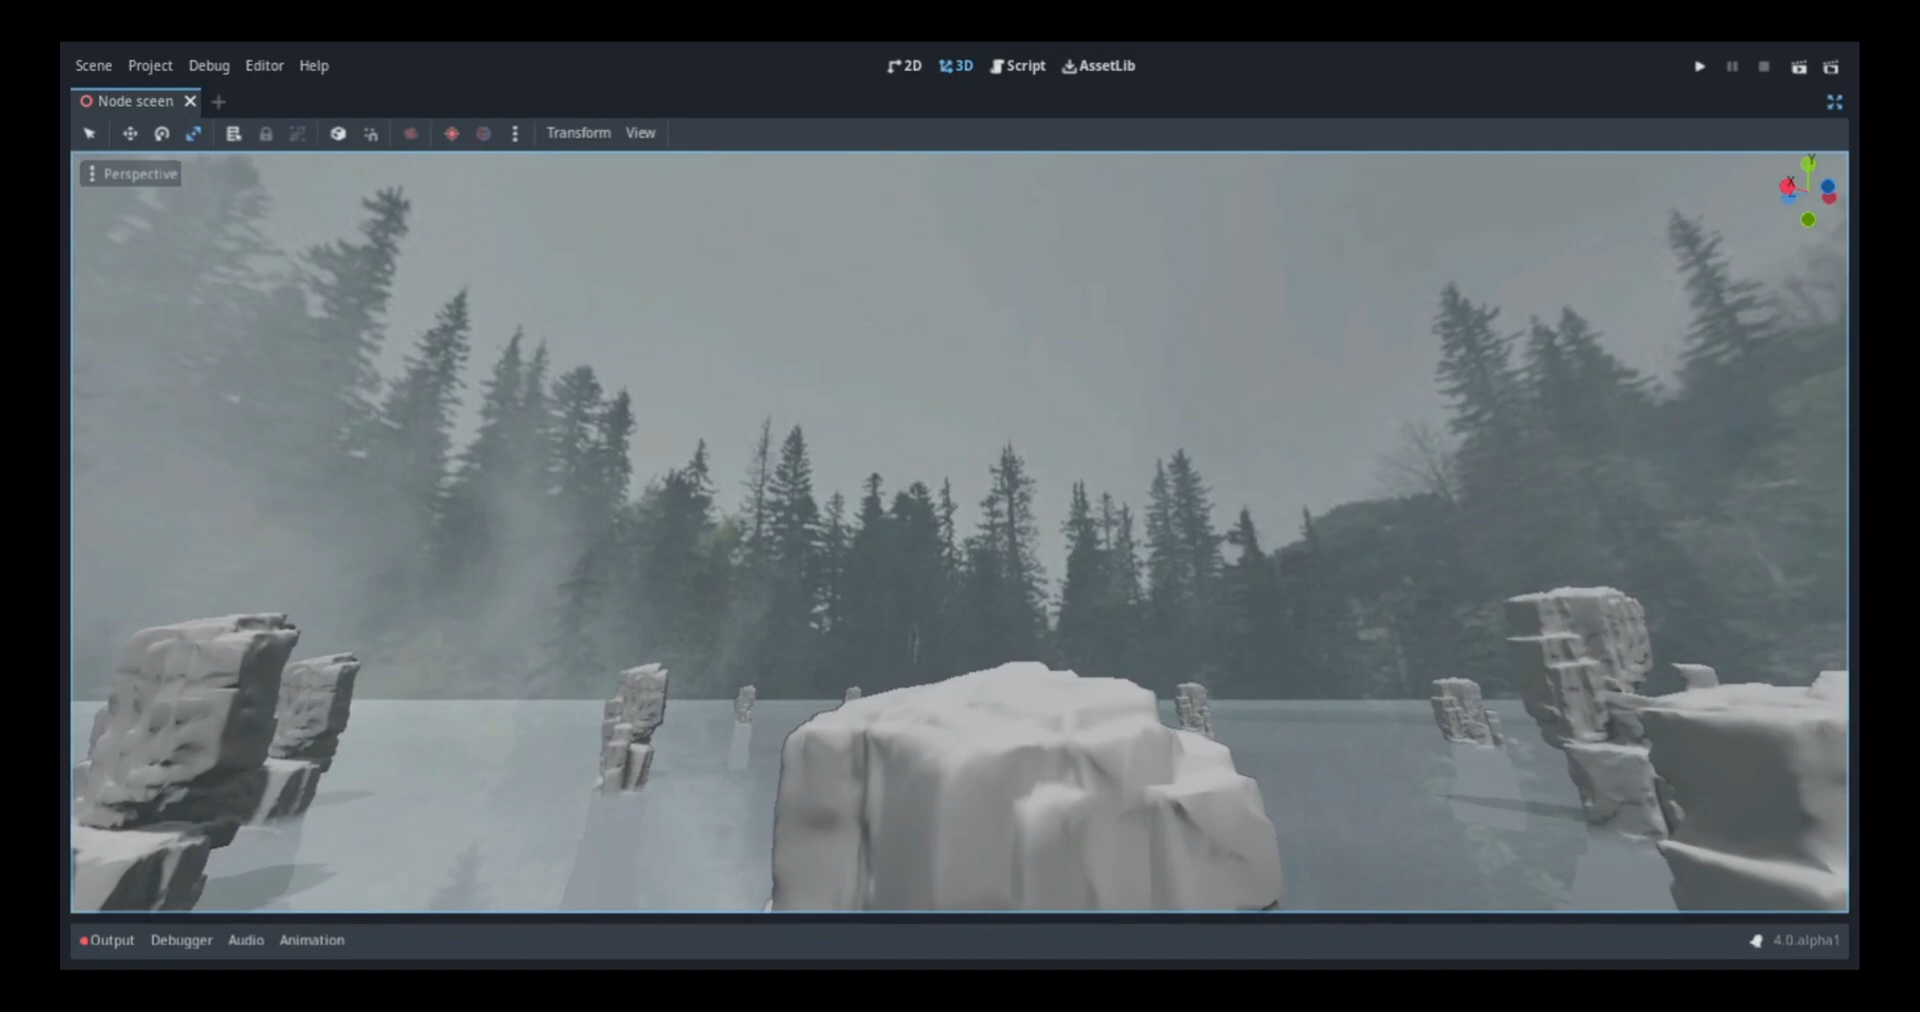 Scene Project Debug Editor Help 2D 3D Script AssetLib
Node sceen
Transform View
Perspective
Y
X
Z
Output Debugger Audio Animation 4.0.alpha1